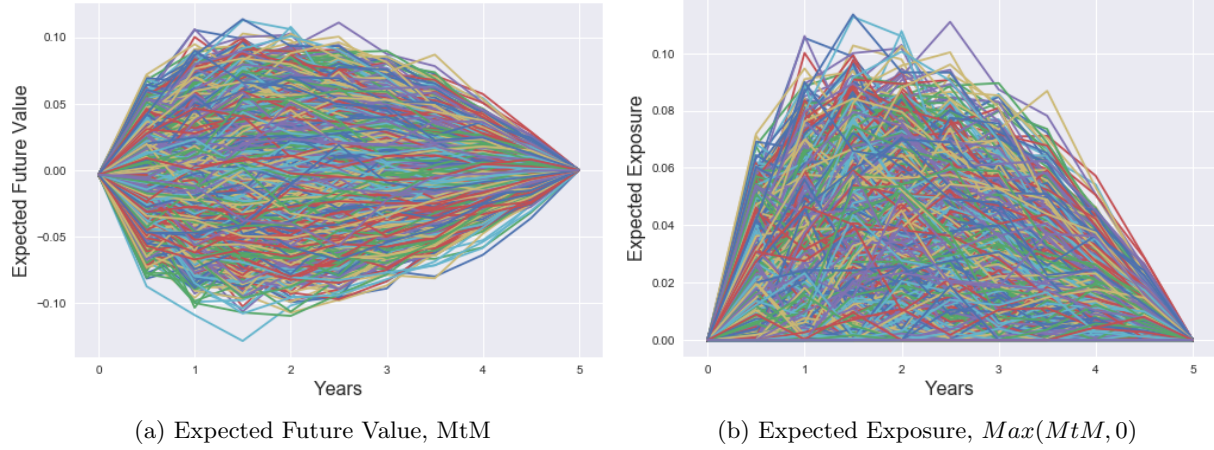 0.10
0.05
0.00
−0.05
−0.10
Expected Future Value
0 1 2 3 4 5
Years
(a) Expected Future Value, MtM
0.10
0.08
0.06
0.04
0.02
0.00
Expected Exposure
0 1 2 3 4 5
Years
(b) Expected Exposure, Max(MtM, 0)